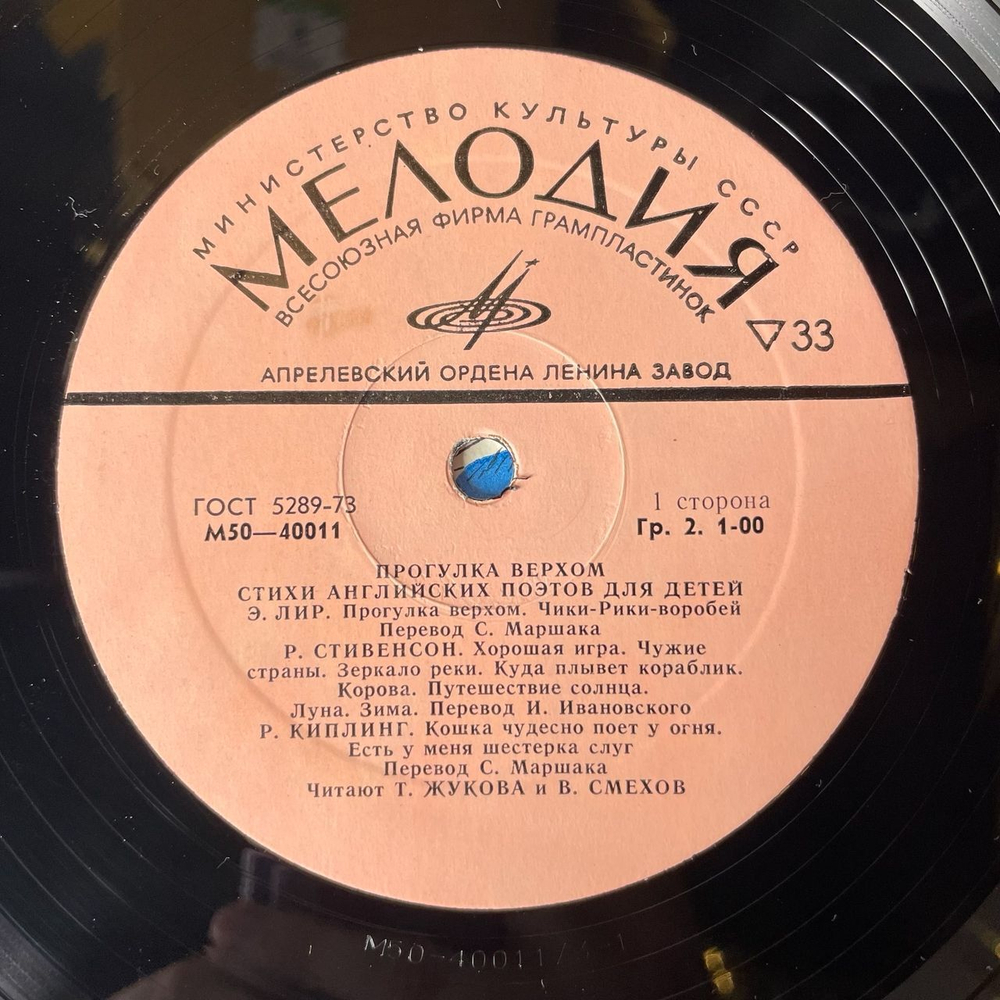 МИНИСТЕРСТВО КУЛЬТУРЫ СССР
МЕЛОДИЯ
ВСЕСОЮЗНАЯ ФИРМА ГРАМПЛАСТИНОК
33
АПРЕЛЕВСКИЙ ОРДЕНА ЛЕНИНА ЗАВОД
ГОСТ 5289-73
М50—40011
1 сторона
Гр. 2. 1-00
ПРОГУЛКА ВЕРХОМ
СТИХИ АНГЛИЙСКИХ ПОЭТОВ ДЛЯ ДЕТЕЙ
Э. ЛИР. Прогулка верхом. Чики-Рики-воробей
Перевод С. Маршака
Р. СТИВЕНСОН. Хорошая игра. Чужие
страны. Зеркало реки. Куда плывет кораблик.
Корова. Путешествие солнца.
Луна. Зима. Перевод И. Ивановского
Р. КИПЛИНГ. Кошка чудесно поет у огня.
Есть у меня шестерка слуг
Перевод С. Маршака
Читают Т. ЖУКОВА и В. СМЕХОВ
М50-40011/